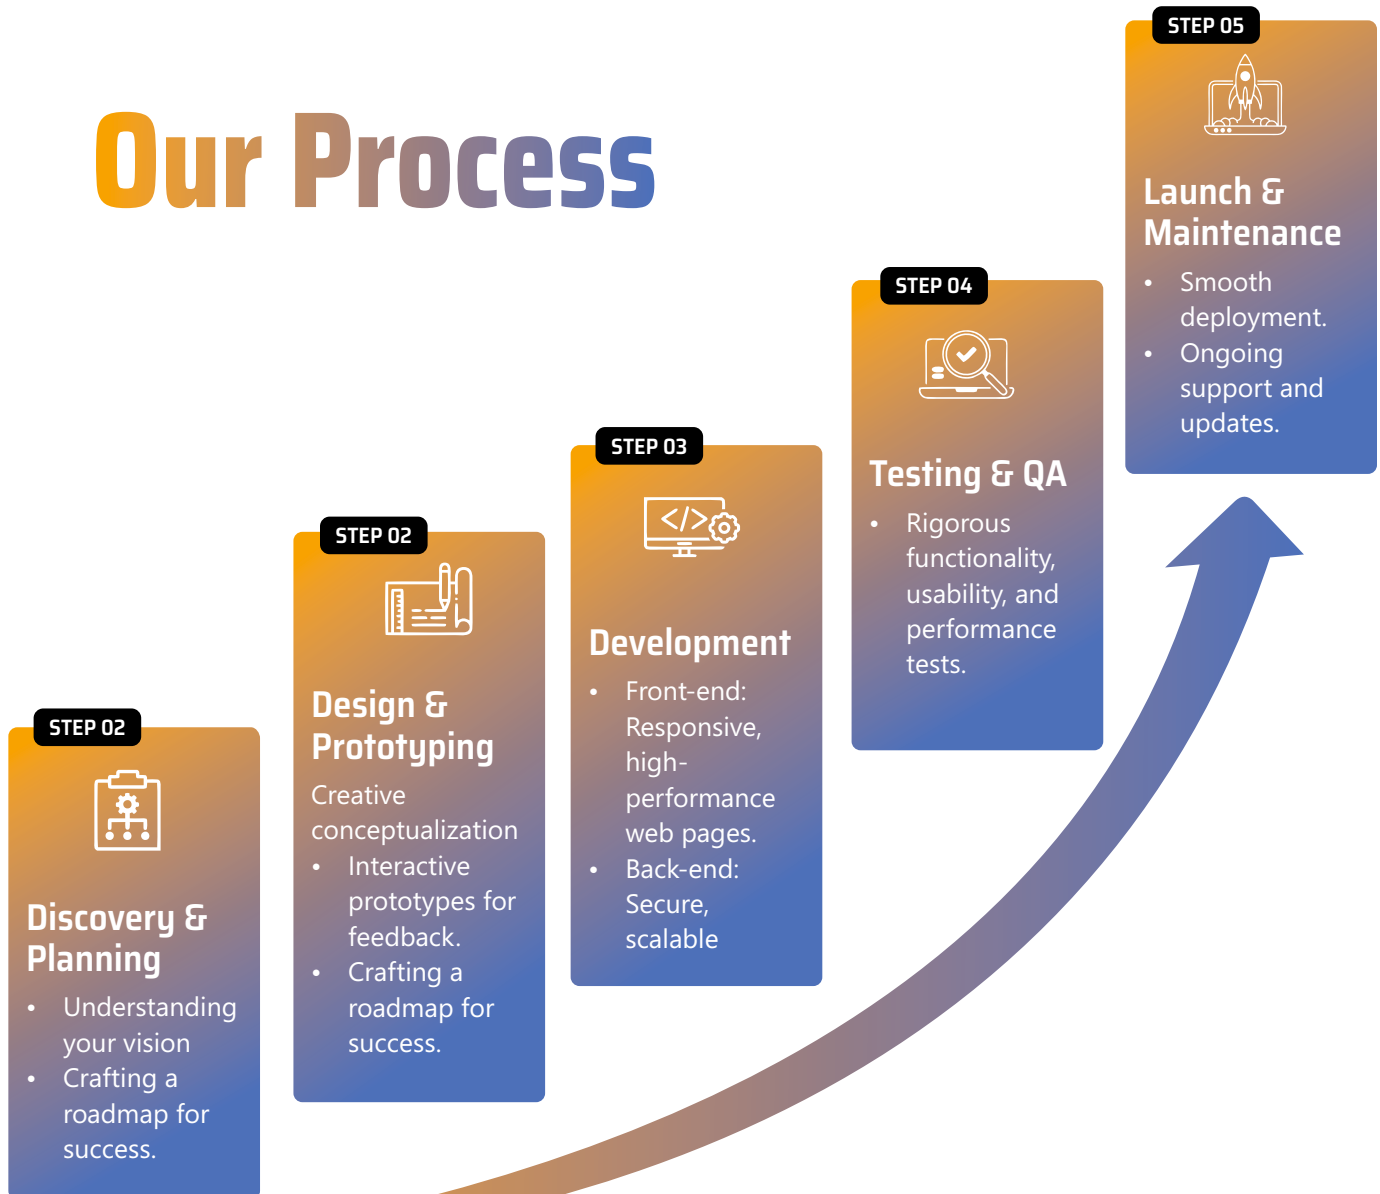 Our Process
STEP 02
Discovery &
Planning
• Understanding
your vision
• Crafting a
roadmap for
success.
STEP 02
Design &
Prototyping
Creative
conceptualization
• Interactive
prototypes for
feedback.
• Crafting a
roadmap for
success.
STEP 03
</>
Development
• Front-end:
Responsive,
high-
performance
web pages.
• Back-end:
Secure,
scalable
STEP 04
Testing & QA
• Rigorous
functionality,
usability, and
performance
tests.
STEP 05
Launch &
Maintenance
• Smooth
deployment.
• Ongoing
support and
updates.